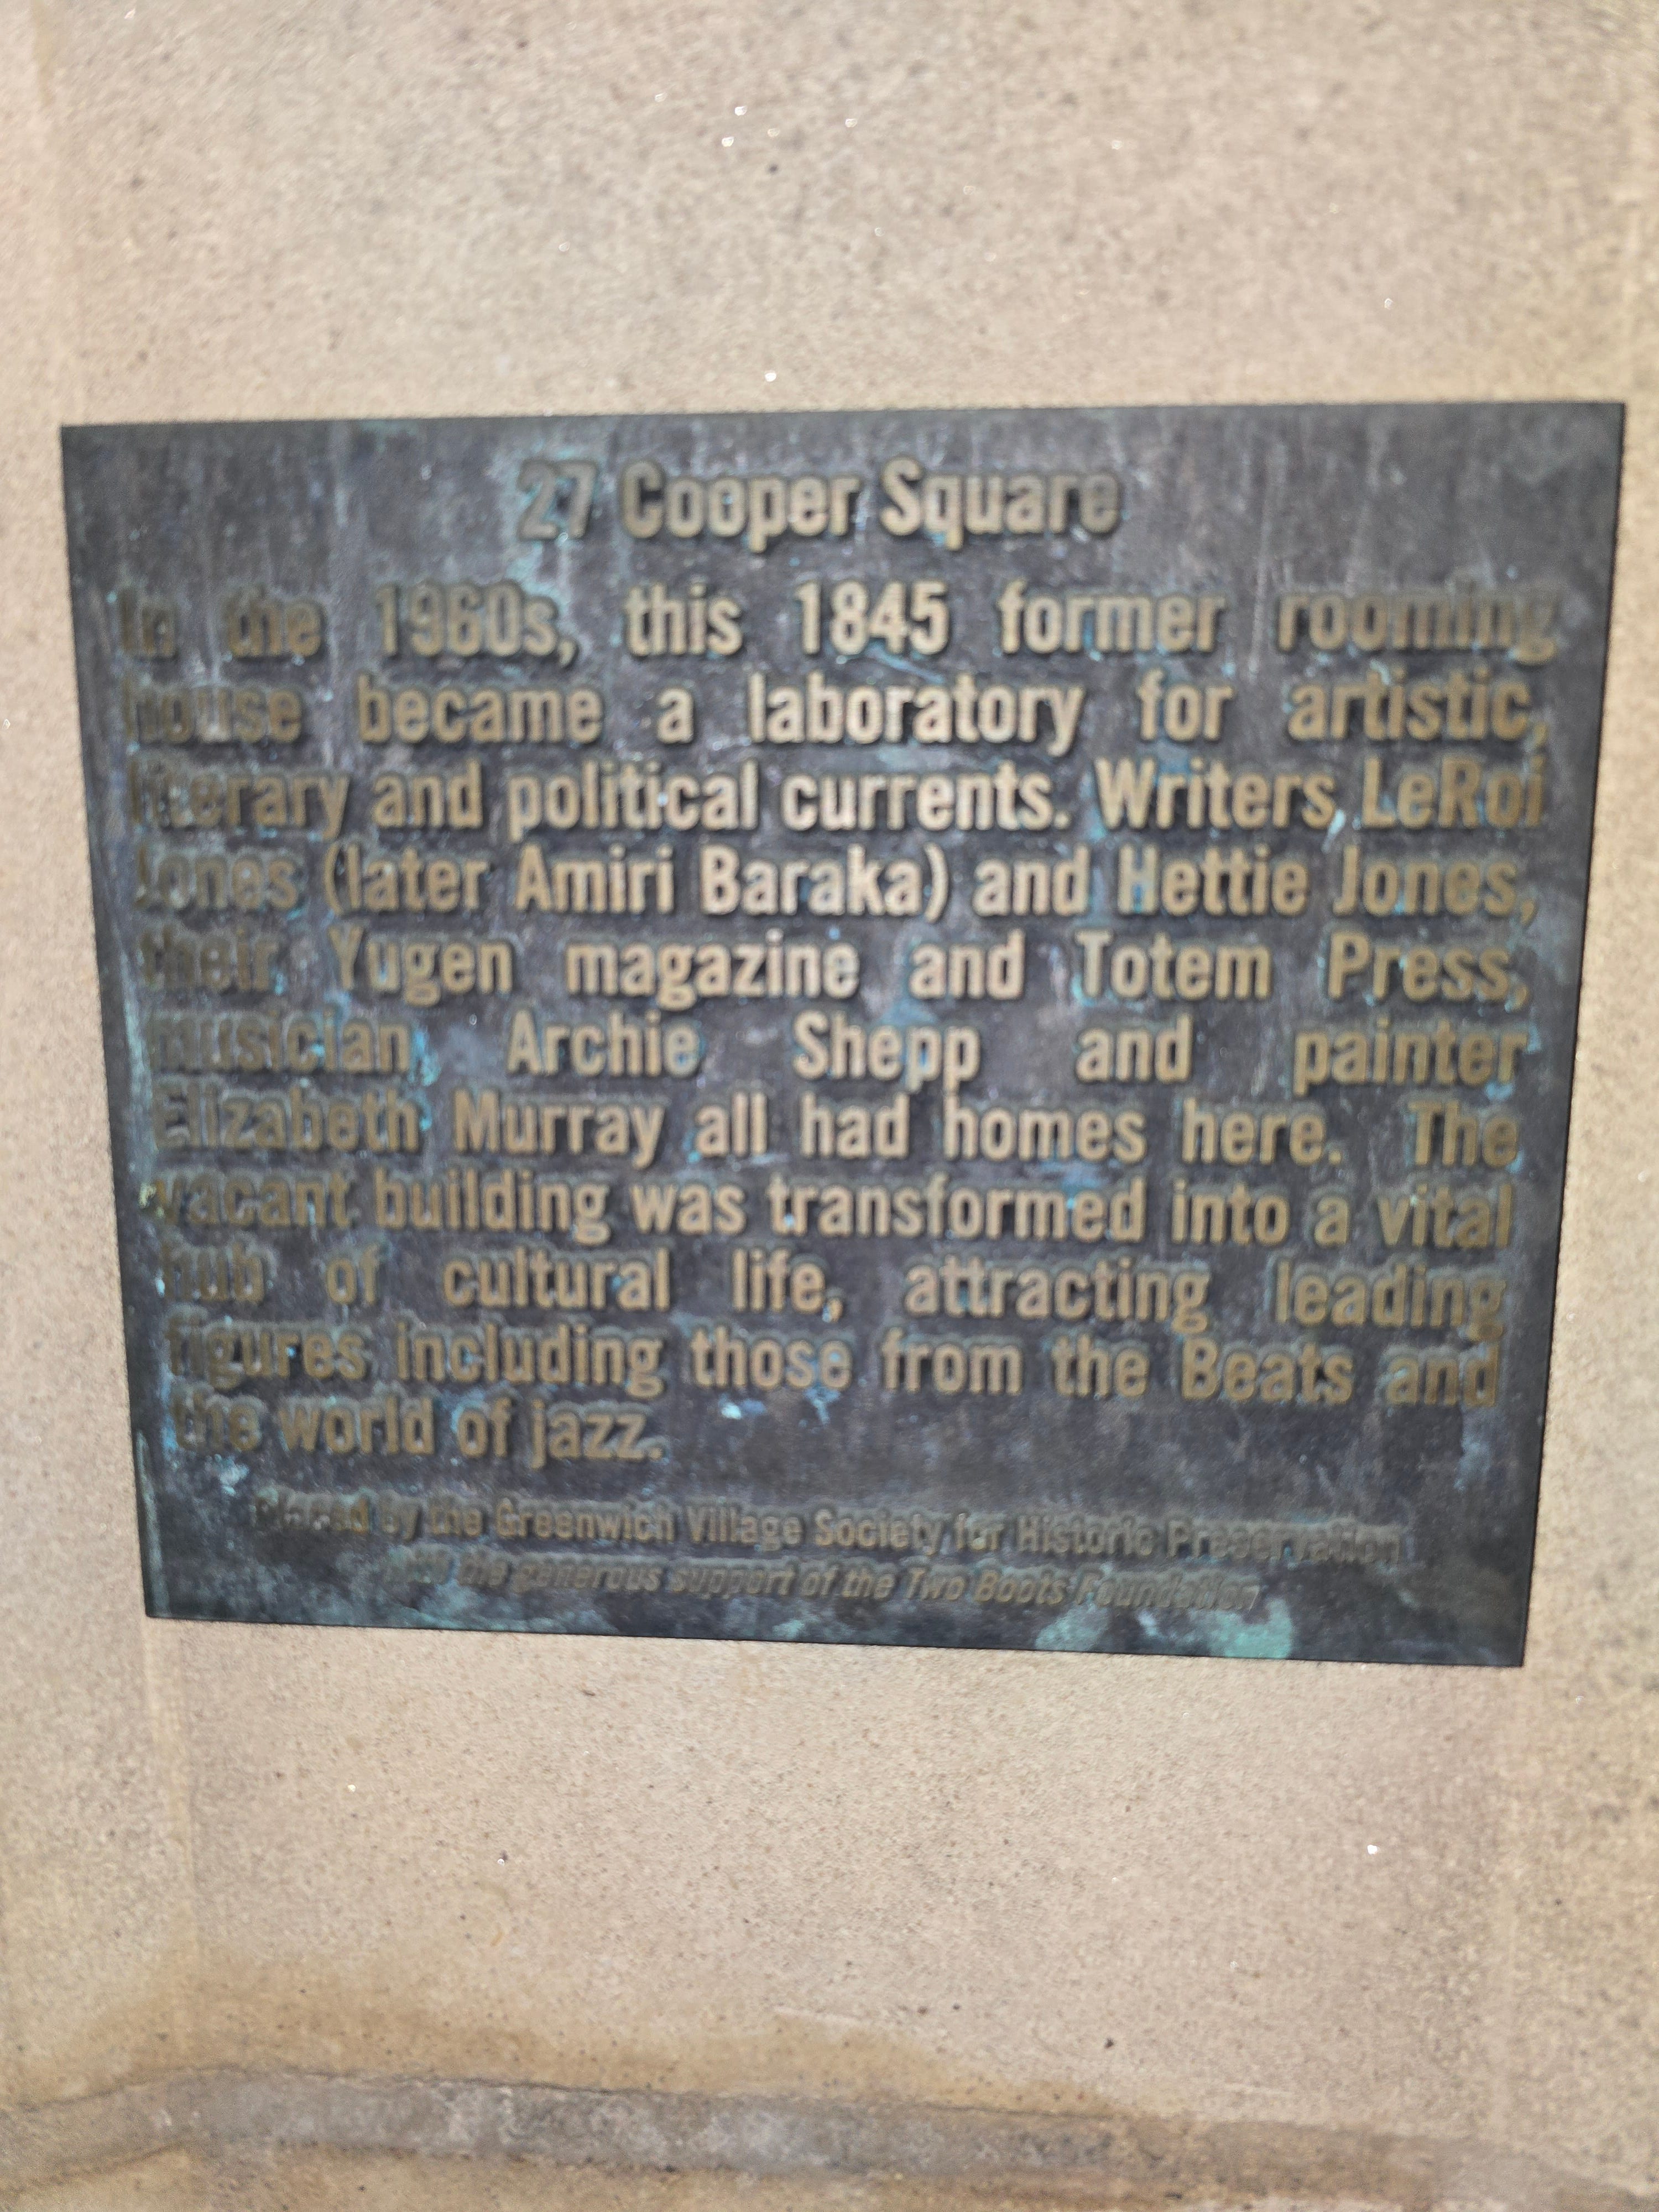 27 Cooper Square
In the 1960s, this 1845 former rooming
house became a laboratory for artistic,
literary and political currents. Writers LeRoi
Jones (later Amiri Baraka) and Hettie Jones,
their Yugen magazine and Totem Press,
musician Archie Shepp and painter
Elizabeth Murray all had homes here. The
vacant building was transformed into a vital
hub of cultural life, attracting leading
figures including those from the Beats and
the world of jazz.
Placed by the Greenwich Village Society for Historic Preservation
with the generous support of the Two Boots Foundation